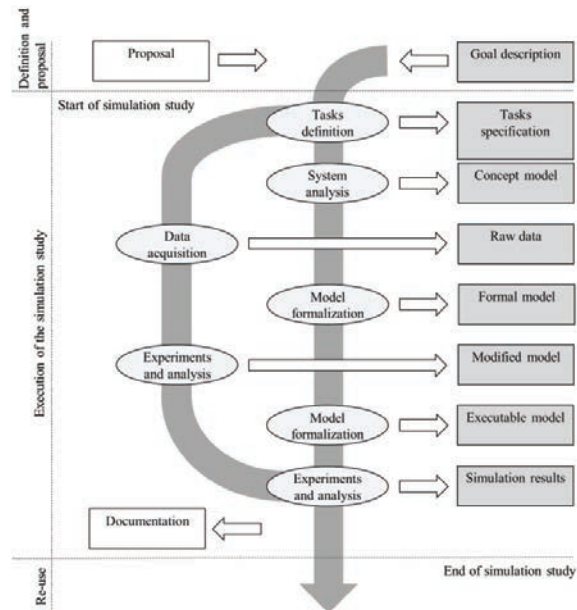 Definition and
proposal
Proposal
Goal description
Start of simulation study
Tasks
definition
Tasks
specification
System
analysis
Concept model
Data
acquisition
Raw data
Model
formalization
Formal model
Execution of the simulation study
Experiments
and analysis
Modified model
Model
formalization
Executable model
Experiments
and analysis
Simulation results
Documentation
End of simulation study
Re-use